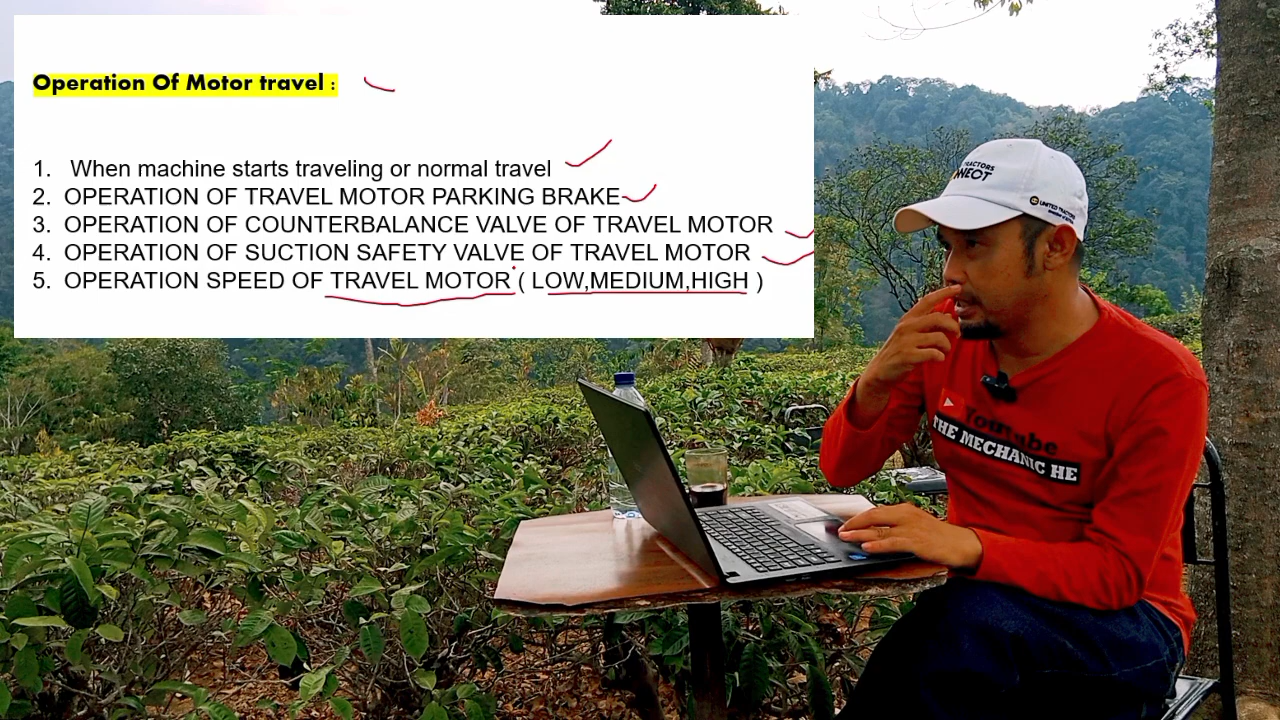 Operation Of Motor travel :
1. When machine starts traveling or normal travel
2. OPERATION OF TRAVEL MOTOR PARKING BRAKE
3. OPERATION OF COUNTERBALANCE VALVE OF TRAVEL MOTOR
4. OPERATION OF SUCTION SAFETY VALVE OF TRAVEL MOTOR
5. OPERATION SPEED OF TRAVEL MOTOR ( LOW,MEDIUM,HIGH )
UNITED TRACTORS
Youtube
THE MECHANIC HE